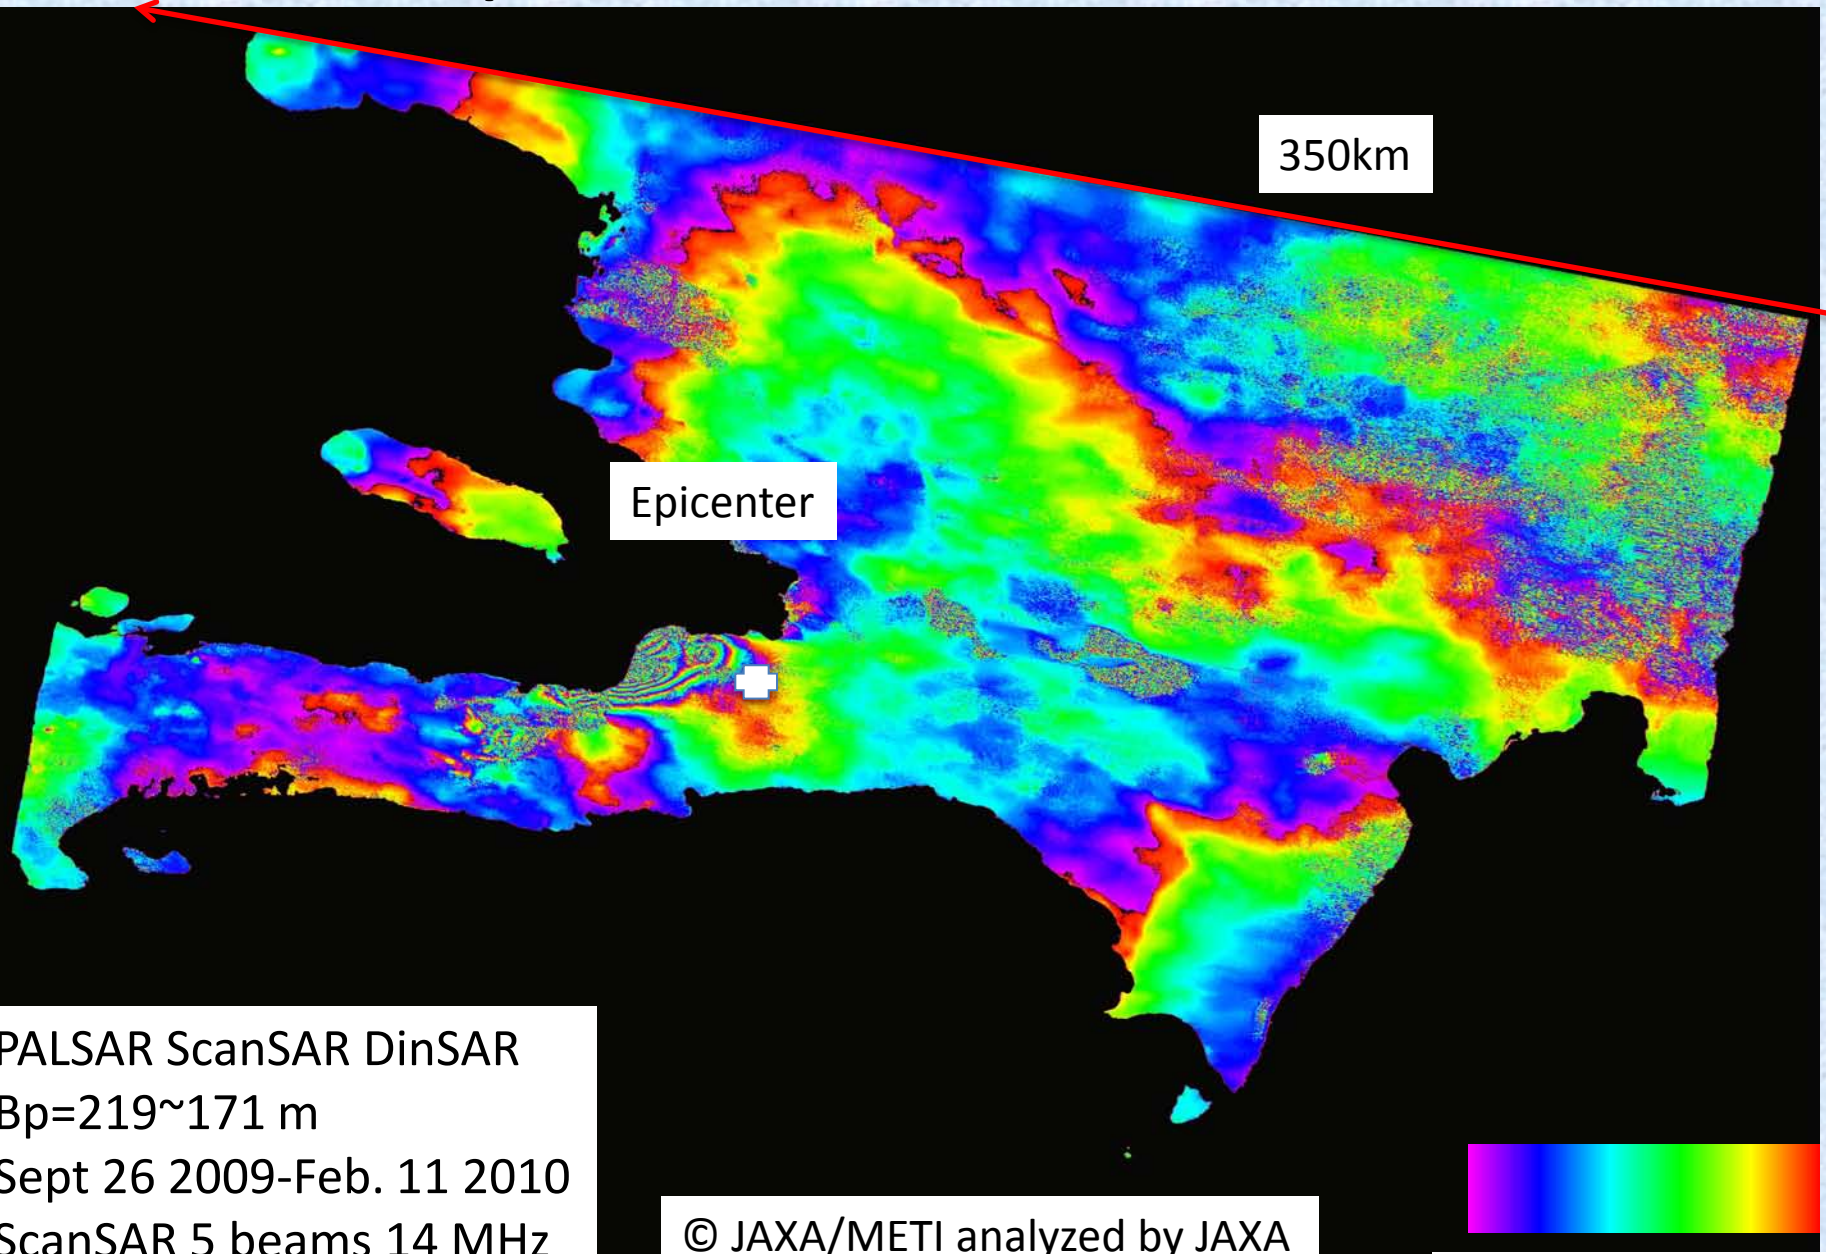 350km
Epicenter
PALSAR ScanSAR DinSAR
Bp=219~171 m
Sept 26 2009-Feb. 11 2010
ScanSAR 5 beams 14 MHz
© JAXA/METI analyzed by JAXA